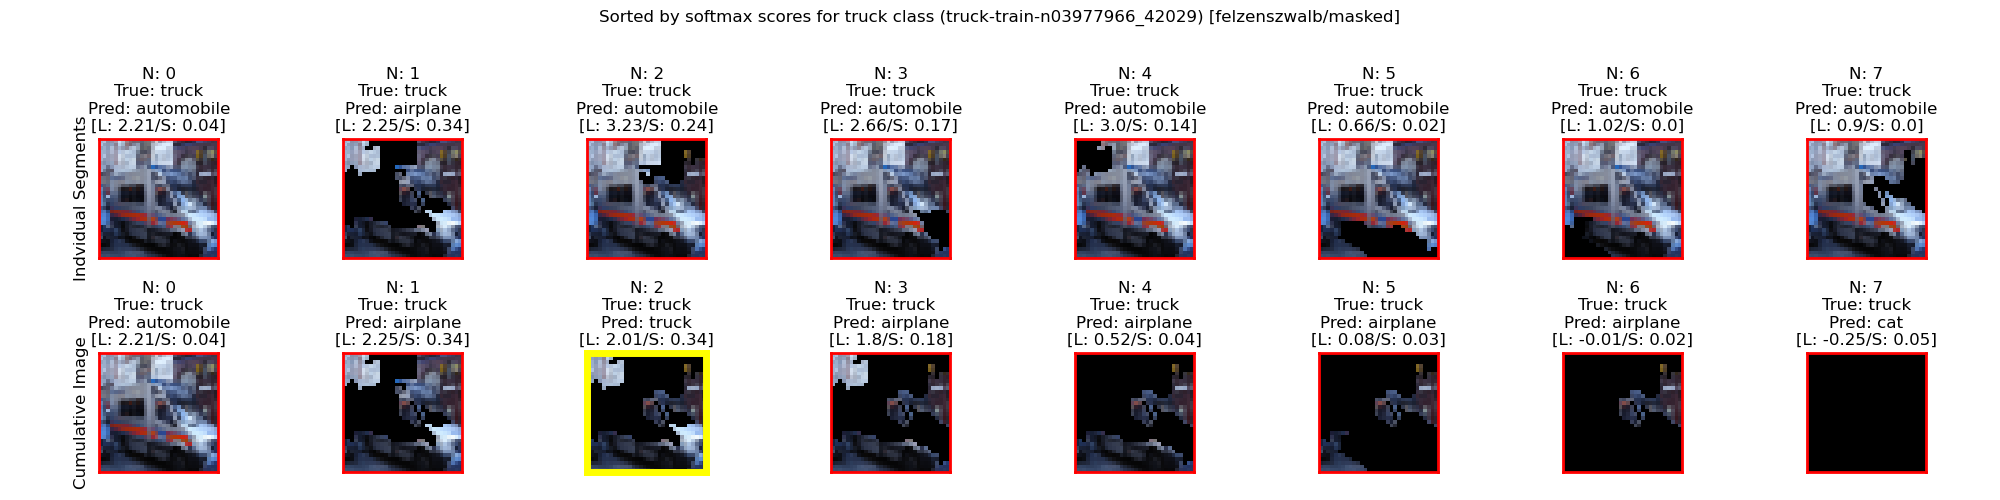 Sorted by softmax scores for truck class (truck-train-n03977966_42029) [felzenszwalb/masked]
Indvidual Segments
N: 0
True: truck
Pred: automobile
[L: 2.21/S: 0.04]
N: 1
True: truck
Pred: airplane
[L: 2.25/S: 0.34]
N: 2
True: truck
Pred: automobile
[L: 3.23/S: 0.24]
N: 3
True: truck
Pred: automobile
[L: 2.66/S: 0.17]
N: 4
True: truck
Pred: automobile
[L: 3.0/S: 0.14]
N: 5
True: truck
Pred: automobile
[L: 0.66/S: 0.02]
N: 6
True: truck
Pred: automobile
[L: 1.02/S: 0.0]
N: 7
True: truck
Pred: automobile
[L: 0.9/S: 0.0]
Cumulative Image
N: 0
True: truck
Pred: automobile
[L: 2.21/S: 0.04]
N: 1
True: truck
Pred: airplane
[L: 2.25/S: 0.34]
N: 2
True: truck
Pred: truck
[L: 2.01/S: 0.34]
N: 3
True: truck
Pred: airplane
[L: 1.8/S: 0.18]
N: 4
True: truck
Pred: airplane
[L: 0.52/S: 0.04]
N: 5
True: truck
Pred: airplane
[L: 0.08/S: 0.03]
N: 6
True: truck
Pred: airplane
[L: -0.01/S: 0.02]
N: 7
True: truck
Pred: cat
[L: -0.25/S: 0.05]